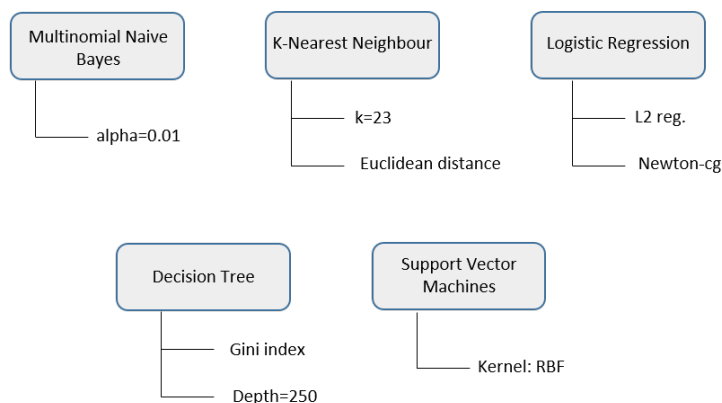 Multinomial Naive
Bayes
alpha=0.01
K-Nearest Neighbour
k=23
Euclidean distance
Logistic Regression
L2 reg.
Newton-cg
Decision Tree
Gini index
Depth=250
Support Vector
Machines
Kernel: RBF